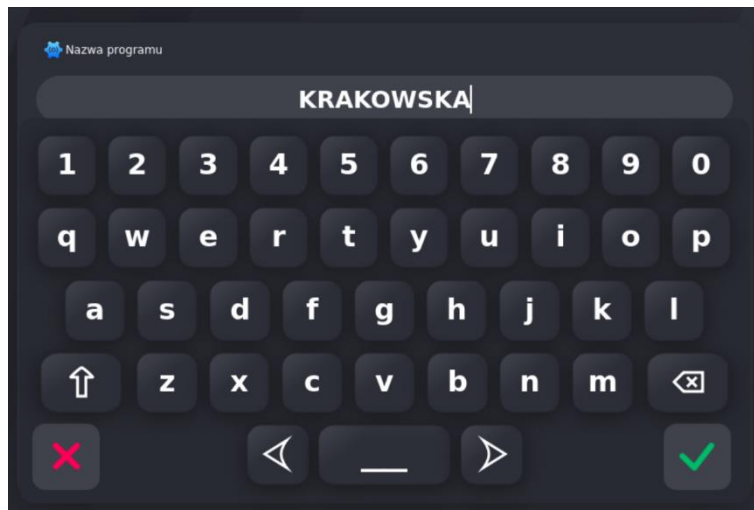 Nazwa programu
KRAKOWSKA
1 2 3 4 5 6 7 8 9 0
q w e r t y u i o p
a s d f g h j k l
z x c v b n m